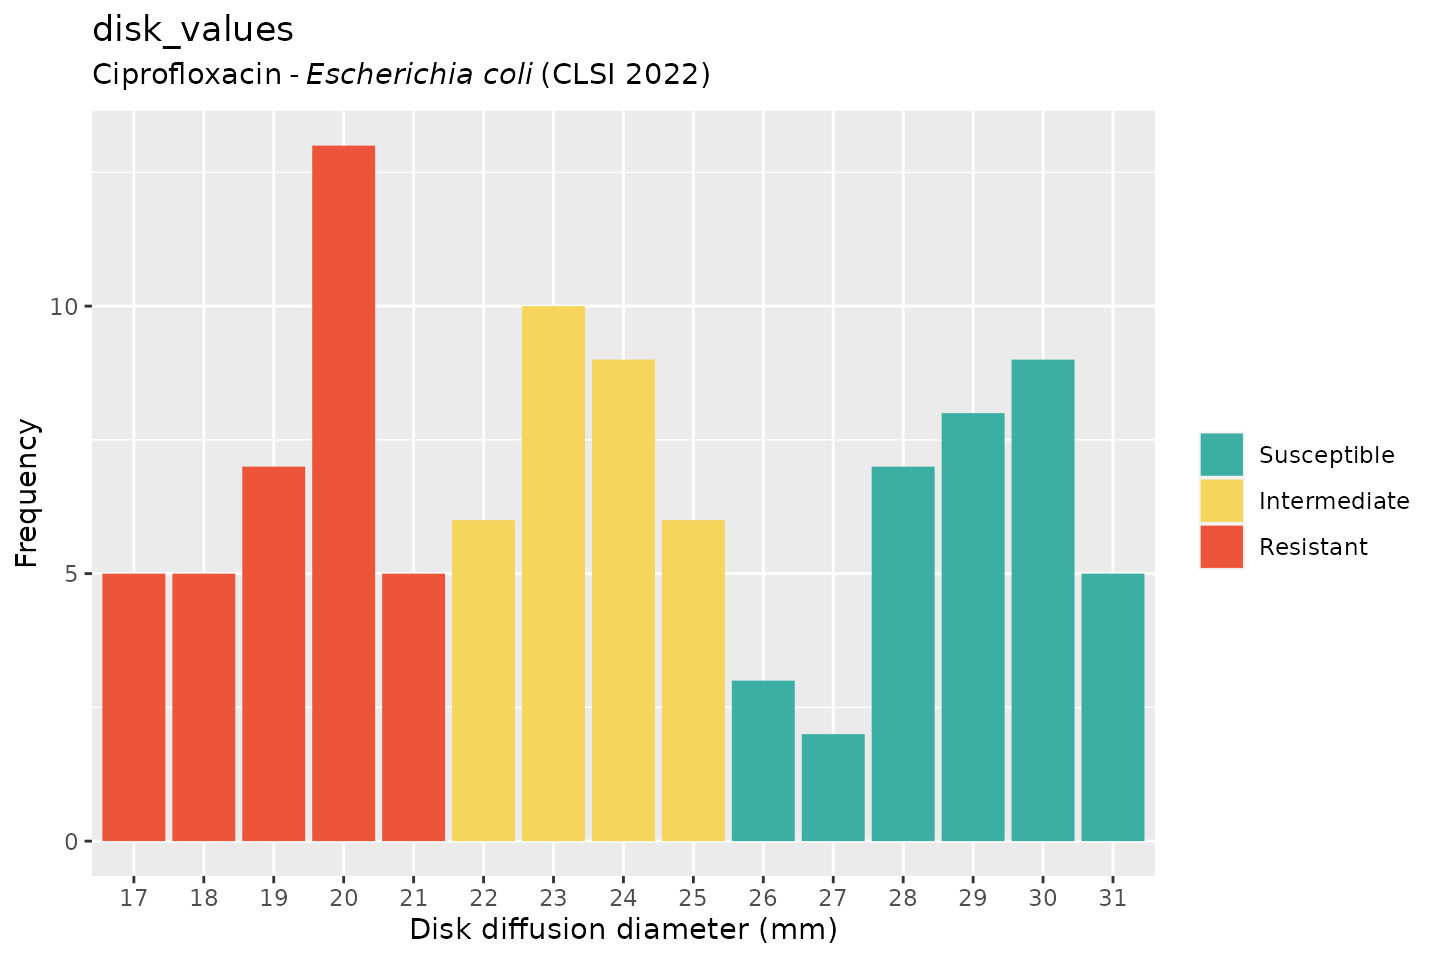 disk_values
Ciprofloxacin - Escherichia coli (CLSI 2022)
Frequency
10
5
0
17 18 19 20 21 22 23 24 25 26 27 28 29 30 31
Disk diffusion diameter (mm)
Susceptible
Intermediate
Resistant